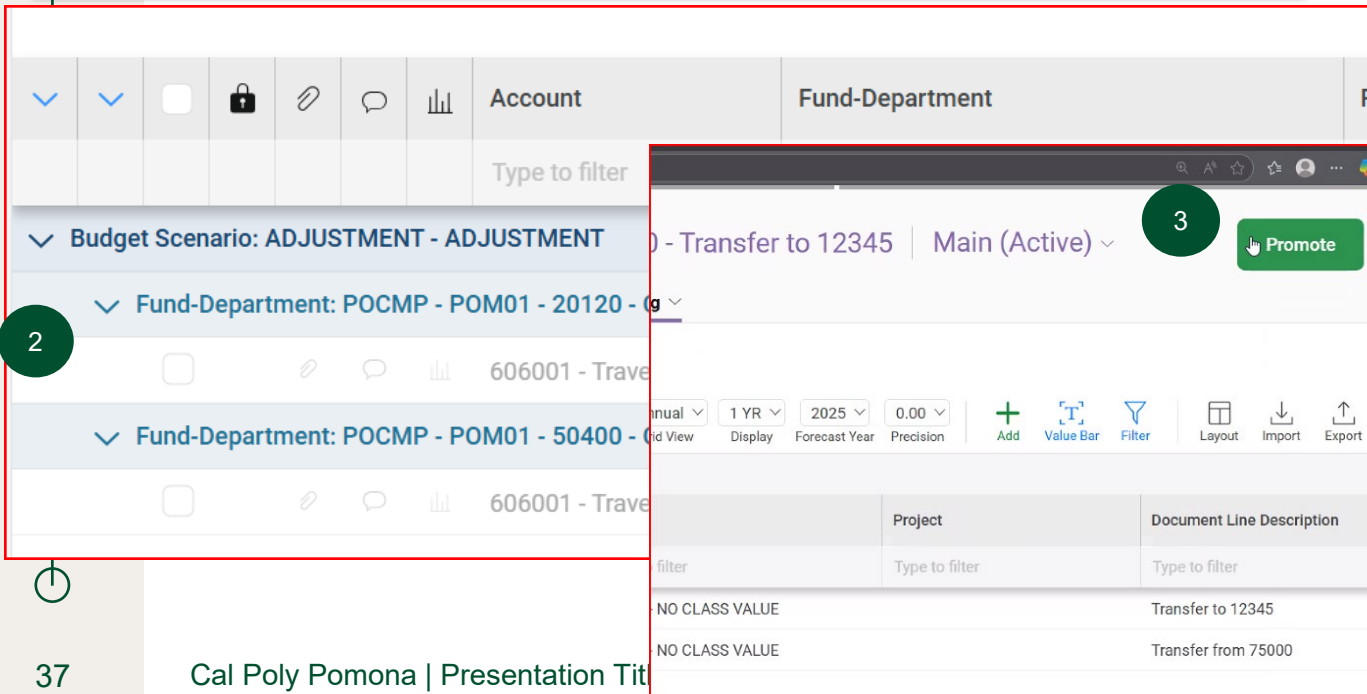 Account
Fund-Department
Type to filter
Budget Scenario: ADJUSTMENT - ADJUSTMENT
Fund-Department: POCMP - POM01 - 20120 -
2
606001 - Trave
Fund-Department: POCMP - POM01 - 50400 -
606001 - Trave
3
- Transfer to 12345
Main (Active)
Promote
g
nnual
1 YR
2025
0.00
id View
Display
Forecast Year
Precision
Add
Value Bar
Filter
Layout
Import
Export
Project
Document Line Description
filter
Type to filter
Type to filter
NO CLASS VALUE
Transfer to 12345
NO CLASS VALUE
Transfer from 75000
37
Cal Poly Pomona | Presentation Tit